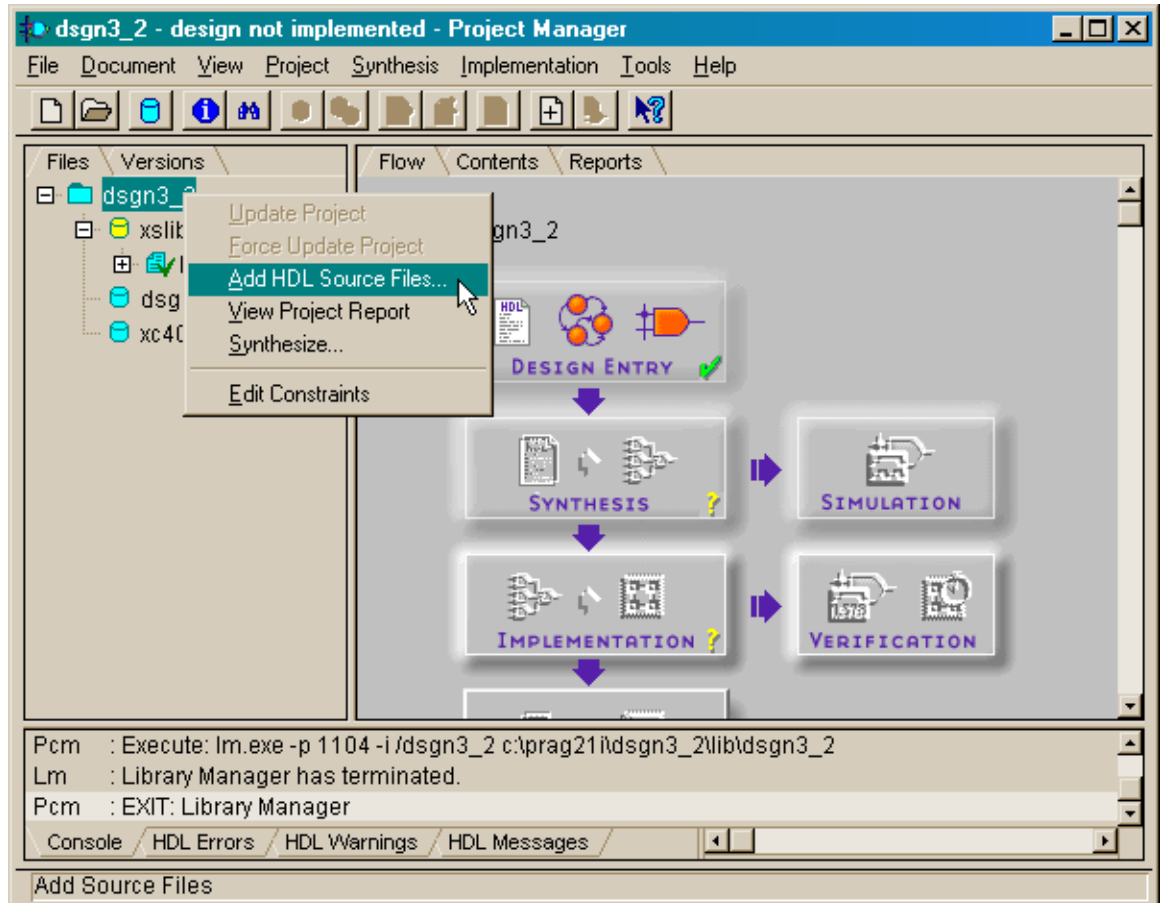 dsgn3_2 - design not implemented - Project Manager
File Document View Project Synthesis Implementation Tools Help
Files Versions
Flow Contents Reports
dsgn3_2
xslib
dsg
xc40
Update Project
Force Update Project
Add HDL Source Files...
View Project Report
Synthesize...
Edit Constraints
gn3_2
HDL
DESIGN ENTRY
SYNTHESIS
SIMULATION
IMPLEMENTATION
VERIFICATION
Pcm : Execute: lm.exe -p 1104 -i /dsgn3_2 c:\prag21i\dsgn3_2\lib\dsgn3_2
Lm : Library Manager has terminated.
Pcm : EXIT: Library Manager
Console HDL Errors HDL Warnings HDL Messages
Add Source Files